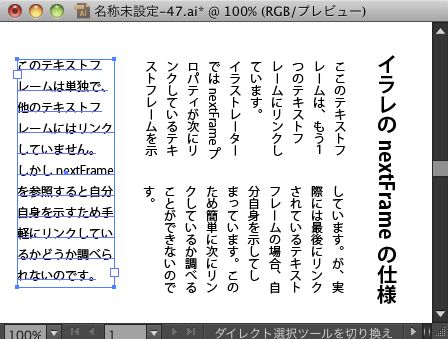 名称未設定-47.ai* @ 100% (RGB/プレビュー)
イラレの nextFrame の仕様
ここのテキストフ
レームは、もう1
つのテキストフ
レームにリンクし
ています。
イラストレーター
では nextFrame プ
ロパティが次にリ
ンクしているテキ
ストフレームを示
しています。が、実
際には最後にリンク
されているテキスト
フレームの場合、自
分自身を示してし
まっています。この
ため簡単に次にリン
クしているか調べる
ことができないので
す。
このテキストフ
レームは単独で、
他のテキストフ
レームにはリンク
していません。
しかし nextFrame
を参照すると自分
自身を示すため手
軽にリンクしてい
るかどうか調べら
れないのです。
100%
1
ダイレクト選択ツールを切り換え